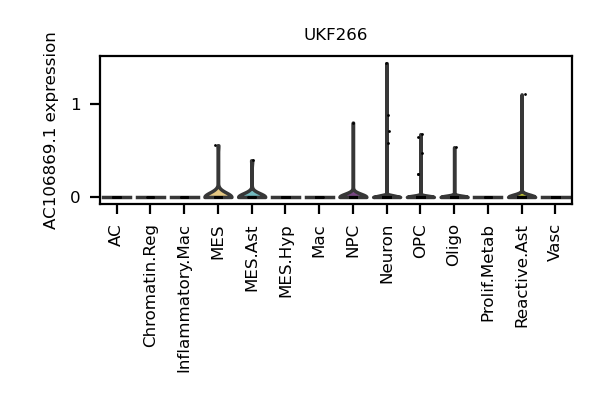 UKF266
AC106869.1 expression
1
0
AC
Chromatin.Reg
Inflammatory.Mac
MES
MES.Ast
MES.Hyp
Mac
NPC
Neuron
OPC
Oligo
Prolif.Metab
Reactive.Ast
Vasc